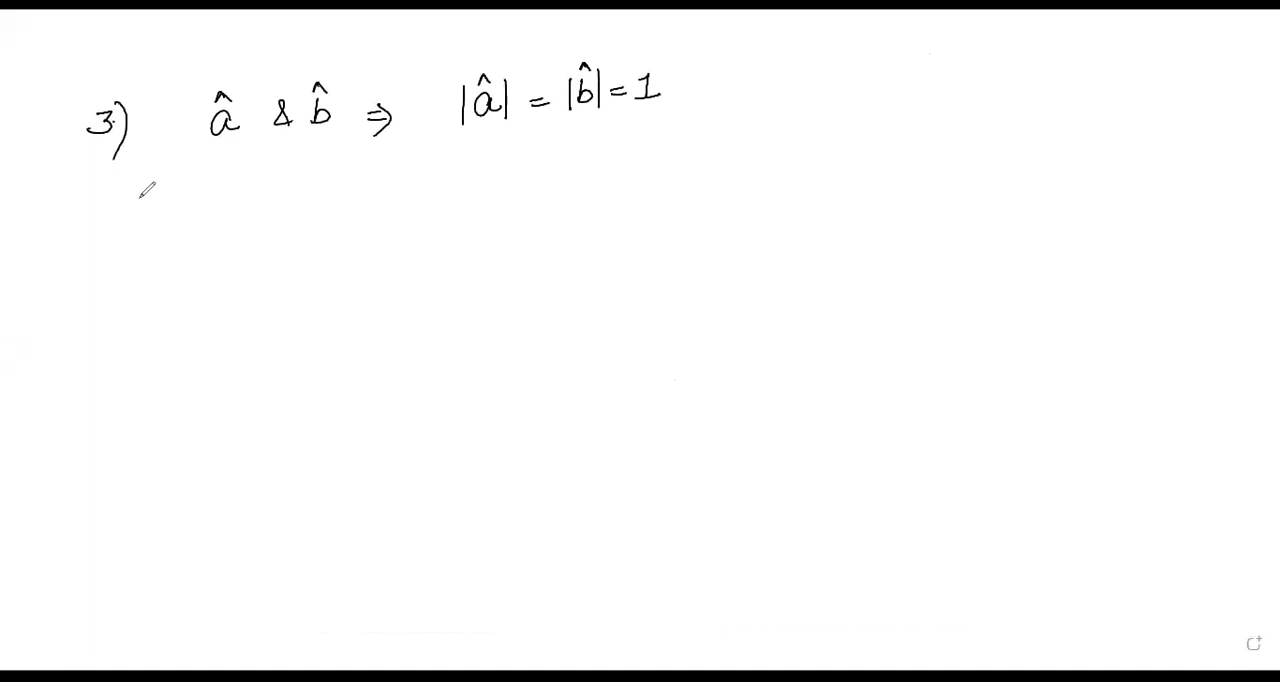 3) â & b̂ ⇒ |â| = |b̂| = 1